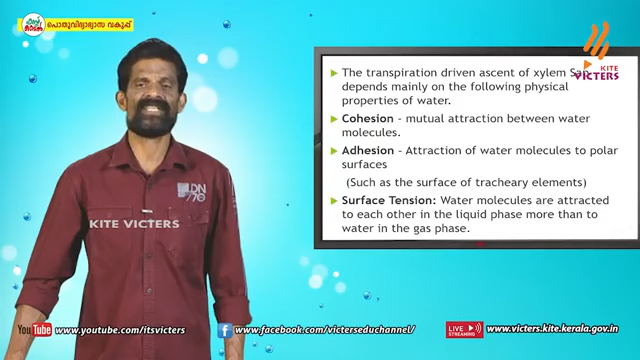 പൊതുവിദ്യാഭ്യാസ വകുപ്പ്
KITE
VICTERS
The transpiration driven ascent of xylem Sap
depends mainly on the following physical
properties of water.
Cohesion - mutual attraction between water
molecules.
Adhesion - Attraction of water molecules to polar
surfaces
(Such as the surface of tracheary elements)
Surface Tension: Water molecules are attracted
to each other in the liquid phase more than to
water in the gas phase.
DN
KITE VICTERS
YouTube www.youtube.com/itsvicters
f www.facebook.com/victerseduchannel/
LIVE STREAMING www.victers.kite.kerala.gov.in